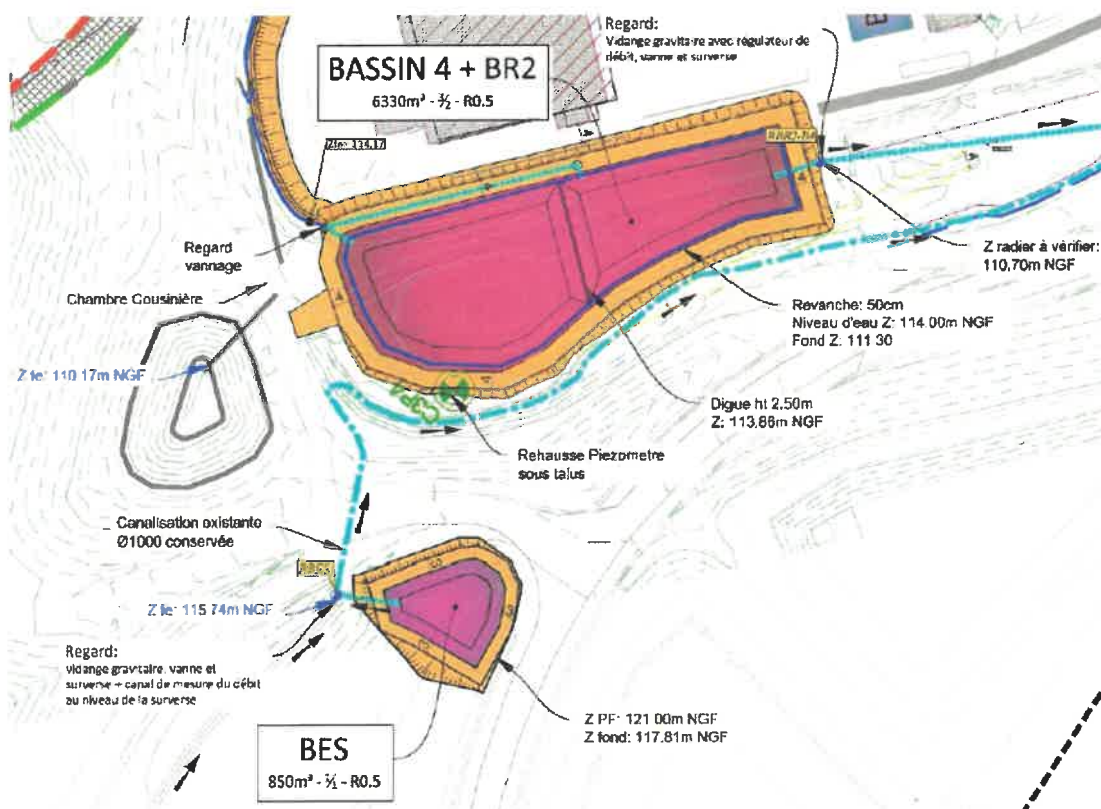 Regard:
Vidange gravitaire avec régulateur de
débit, vanne et surverse
BASSIN 4 + BR2
6330m³ - ³⁄₂ - R0.5
Regard
vannage
Chambre Cousinière
Z fe: 110.17m NGF
Z radier à vérifier:
110,70m NGF
Revanche: 50cm
Niveau d'eau Z: 114.00m NGF
Fond Z: 111.30
Digue ht 2.50m
Z: 113.86m NGF
C3P4
Rehausse Piezometre
sous talus
Canalisation existante
Ø1000 conservée
Z fe: 115.74m NGF
Regard:
vidange gravitaire, vanne et
surverse + canal de mesure du débit
au niveau de la surverse
Z PF: 121.00m NGF
Z fond: 117.81m NGF
BES
850m³ - ³⁄₁ - R0.5